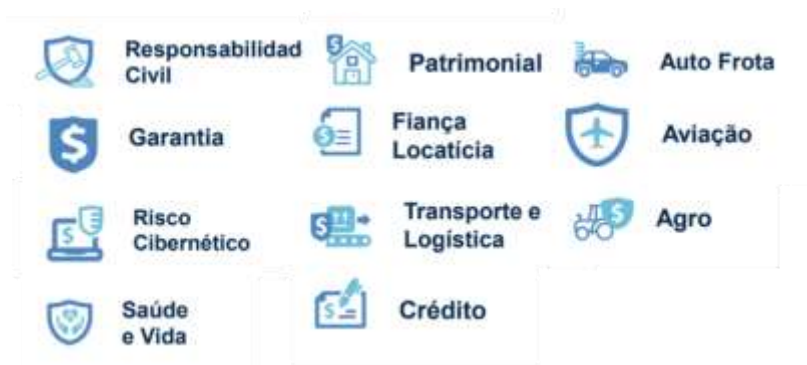 Responsabilidad
Civil
Patrimonial
Auto Frota
Garantia
Fiança
Locatícia
Aviação
Risco
Cibernético
Transporte e
Logística
Agro
Saúde
e Vida
Crédito